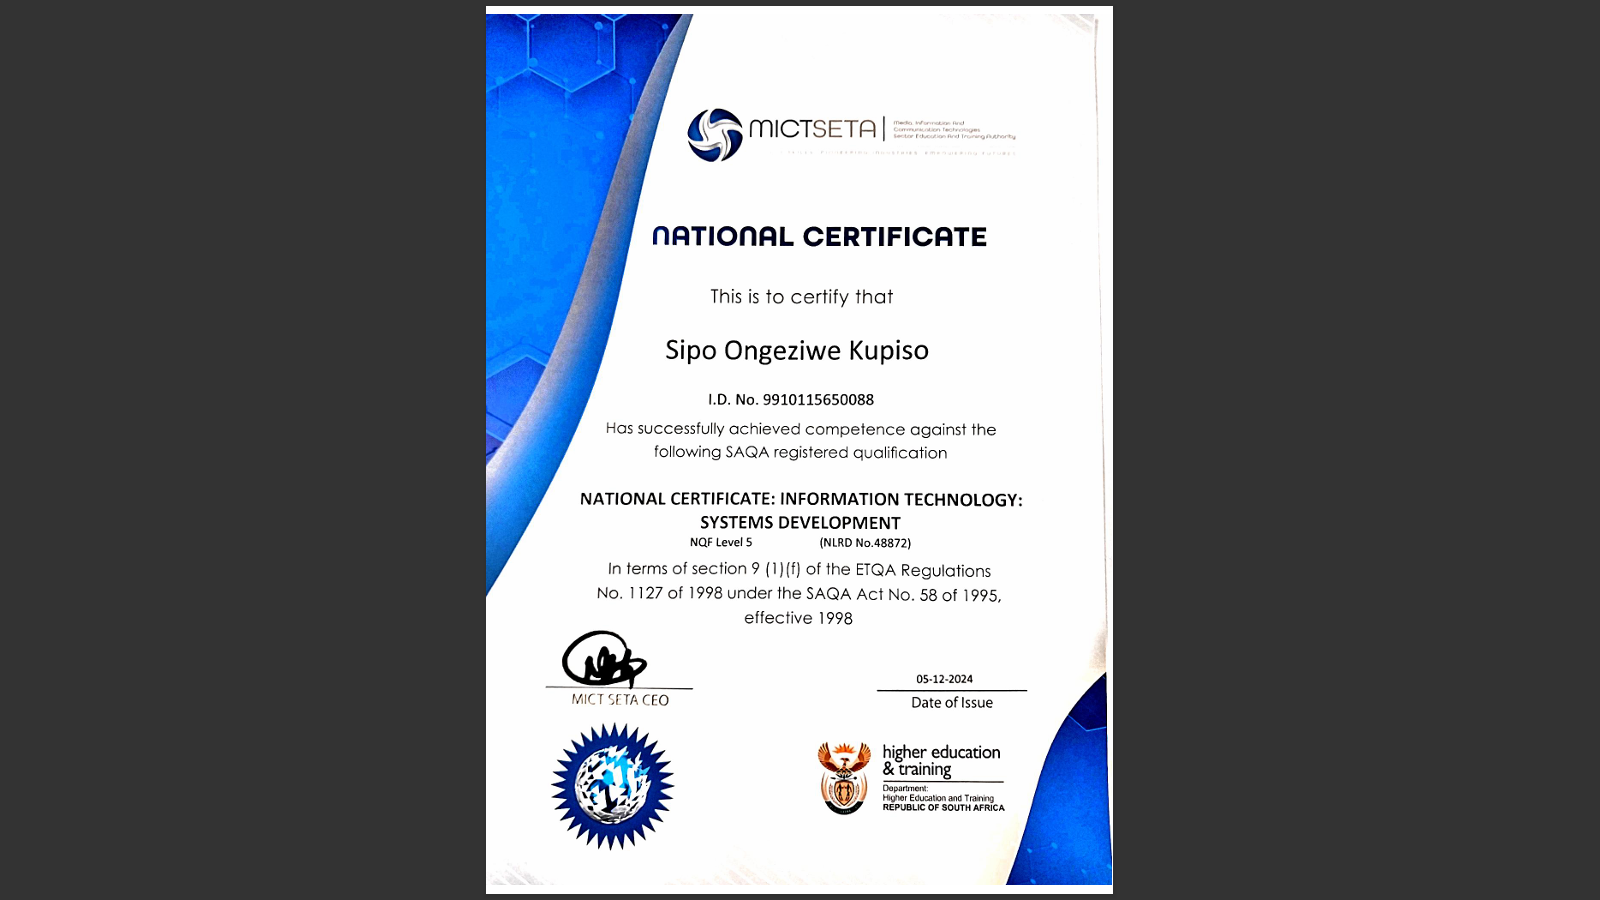 MICTSETA
Media, Information And
Communication Technologies
Sector Education And Training Authority
NATIONAL CERTIFICATE
This is to certify that
Sipo Ongeziwe Kupiso
I.D. No. 9910115650088
Has successfully achieved competence against the
following SAQA registered qualification
NATIONAL CERTIFICATE: INFORMATION TECHNOLOGY:
SYSTEMS DEVELOPMENT
NQF Level 5 (NLRD No.48872)
In terms of section 9 (1)(f) of the ETQA Regulations
No. 1127 of 1998 under the SAQA Act No. 58 of 1995,
effective 1998
MICT SETA CEO
05-12-2024
Date of Issue
higher education
& training
Department:
Higher Education and Training
REPUBLIC OF SOUTH AFRICA